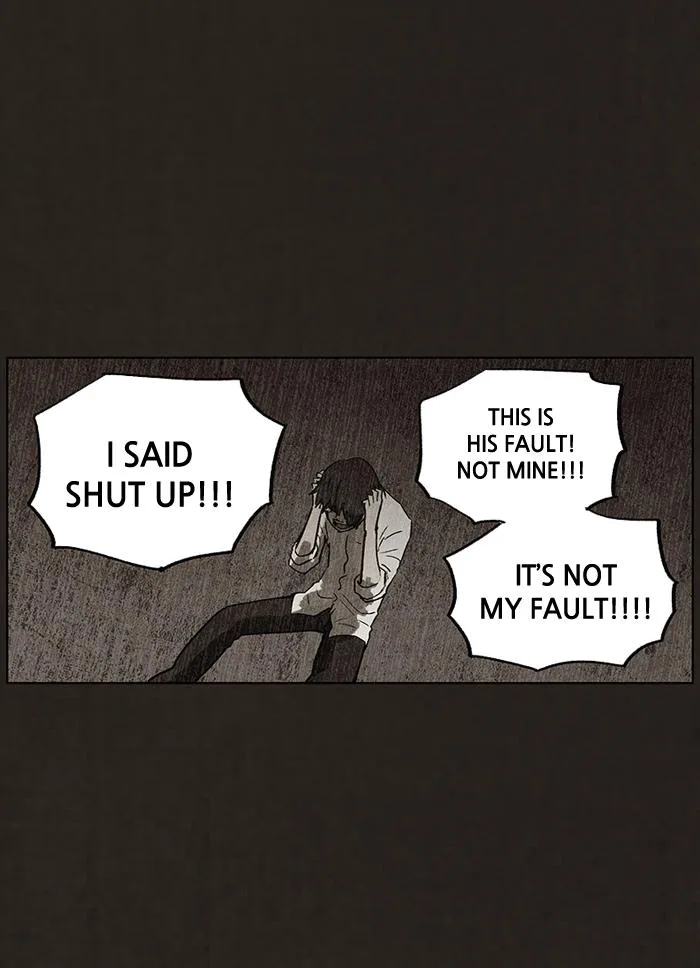 I SAID
SHUT UP!!!
THIS IS
HIS FAULT!
NOT MINE!!!
IT'S NOT
MY FAULT!!!!